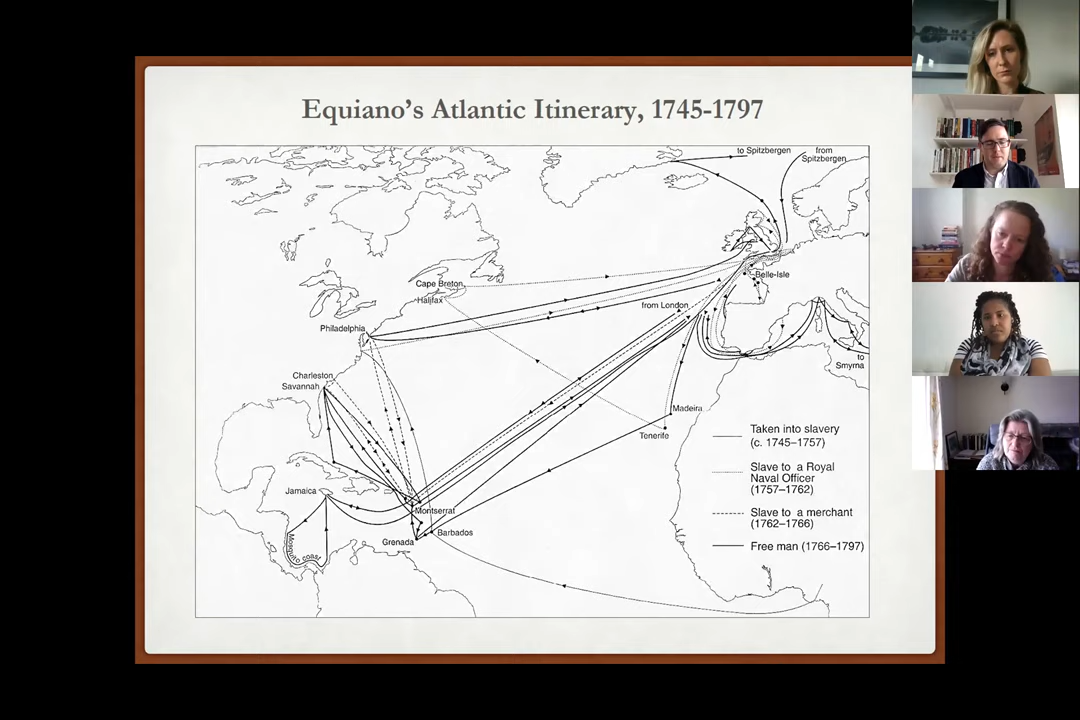 Equiano's Atlantic Itinerary, 1745-1797
to Spitzbergen
from
Spitzbergen
Belle-Isle
Cape Breton
Halifax
from London
Philadelphia
to
Smyrna
Charleston
Savannah
Madeira
Tenerife
Jamaica
Montserrat
Barbados
Grenada
Mosquito coast
Taken into slavery
(c. 1745–1757)
Slave to a Royal
Naval Officer
(1757–1762)
Slave to a merchant
(1762–1766)
Free man (1766–1797)